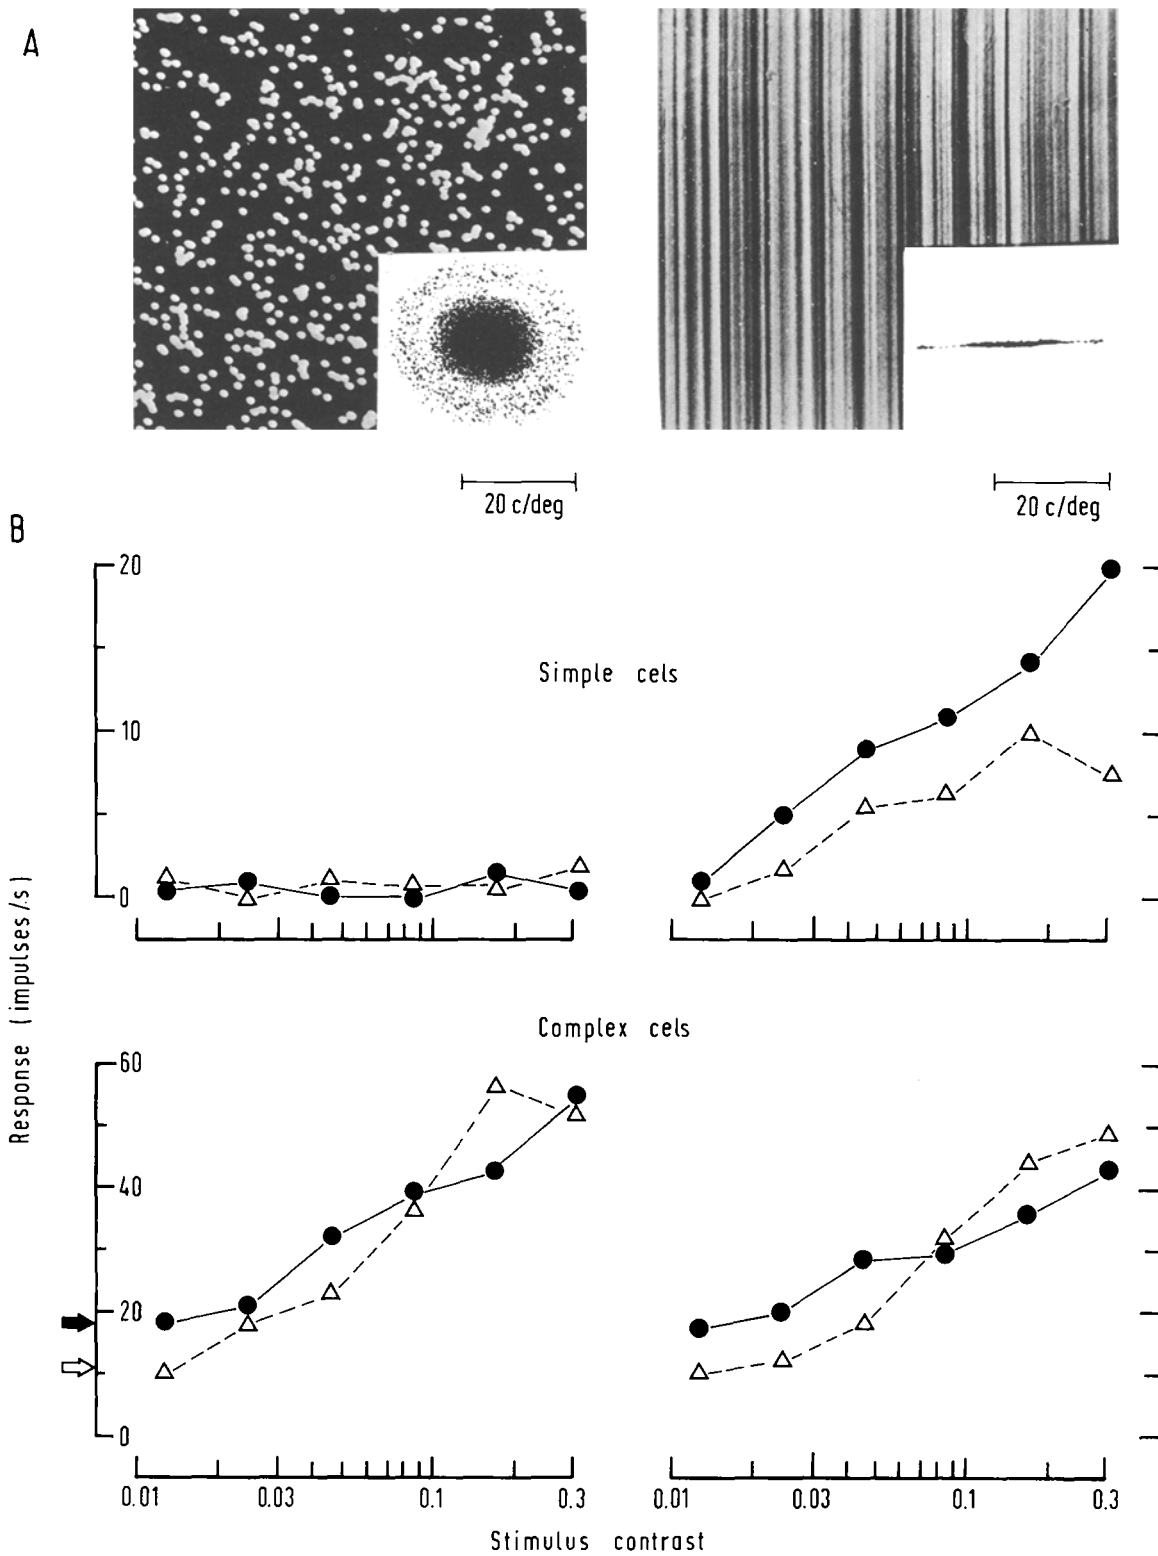 A
20 c/deg
20 c/deg
B
20
10
0
Simple cels
Response (impulses/s)
Complex cels
60
40
20
0
0.01
0.03
0.1
0.3
0.01
0.03
0.1
0.3
Stimulus contrast